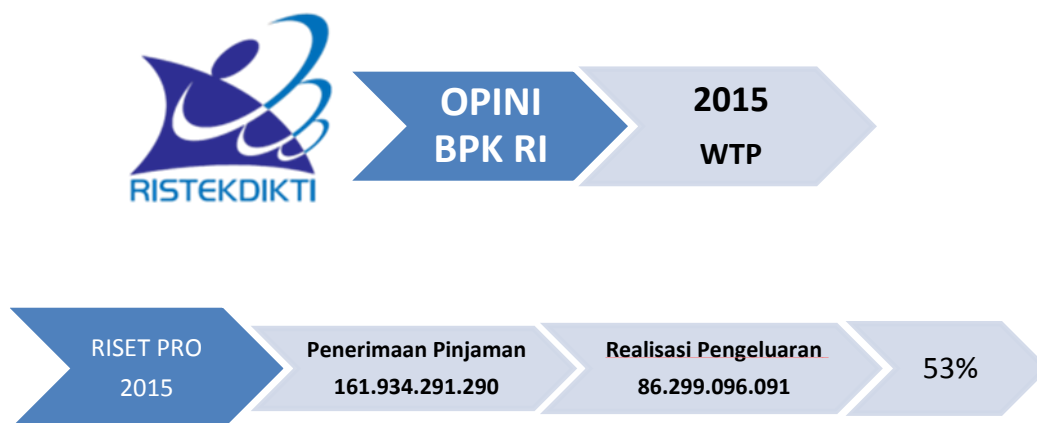 RISTEKDIKTI
OPINI
BPK RI
2015
WTP
RISET PRO
2015
Penerimaan Pinjaman
161.934.291.290
Realisasi Pengeluaran
86.299.096.091
53%